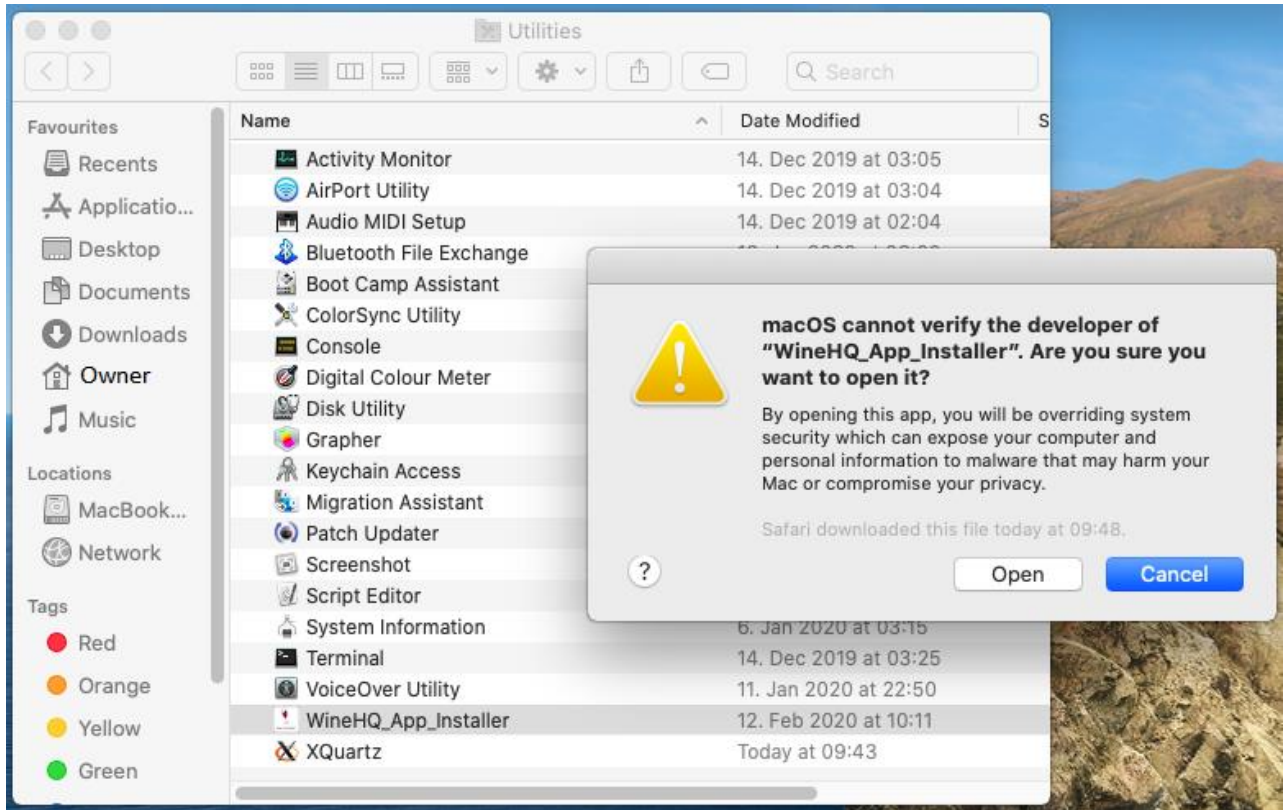 Utilities
Search
Favourites
Recents
Applicatio...
Desktop
Documents
Downloads
Owner
Music
Locations
MacBook...
Network
Tags
Red
Orange
Yellow
Green
Name Date Modified S
Activity Monitor 14. Dec 2019 at 03:05
AirPort Utility 14. Dec 2019 at 03:04
Audio MIDI Setup 14. Dec 2019 at 02:04
Bluetooth File Exchange
Boot Camp Assistant
ColorSync Utility
Console
Digital Colour Meter
Disk Utility
Grapher
Keychain Access
Migration Assistant
Patch Updater
Screenshot
Script Editor
System Information 6. Jan 2020 at 03:15
Terminal 14. Dec 2019 at 03:25
VoiceOver Utility 11. Jan 2020 at 22:50
WineHQ_App_Installer 12. Feb 2020 at 10:11
XQuartz Today at 09:43
macOS cannot verify the developer of
“WineHQ_App_Installer”. Are you sure you
want to open it?
By opening this app, you will be overriding system
security which can expose your computer and
personal information to malware that may harm your
Mac or compromise your privacy.
Safari downloaded this file today at 09:48.
?
Open
Cancel